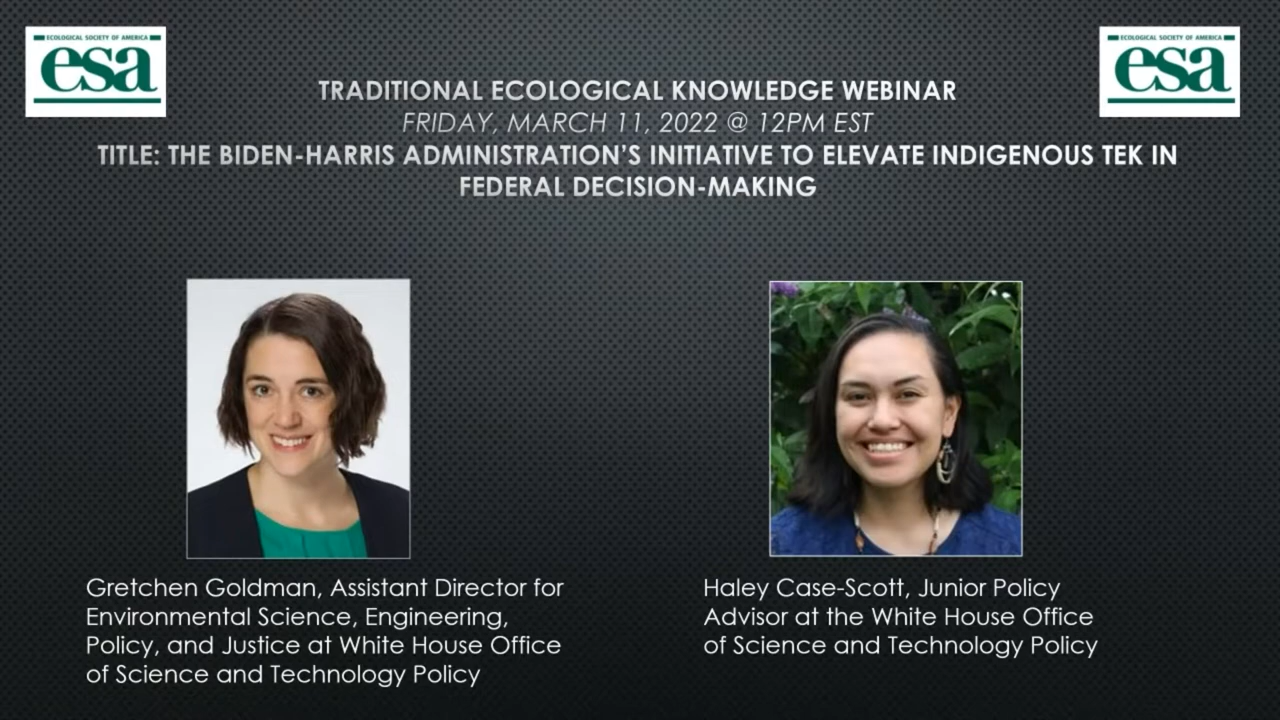 ECOLOGICAL SOCIETY OF AMERICA
esa
ECOLOGICAL SOCIETY OF AMERICA
esa
TRADITIONAL ECOLOGICAL KNOWLEDGE WEBINAR
FRIDAY, MARCH 11, 2022 @ 12PM EST
TITLE: THE BIDEN-HARRIS ADMINISTRATION'S INITIATIVE TO ELEVATE INDIGENOUS TEK IN
FEDERAL DECISION-MAKING
Gretchen Goldman, Assistant Director for
Environmental Science, Engineering,
Policy, and Justice at White House Office
of Science and Technology Policy
Haley Case-Scott, Junior Policy
Advisor at the White House Office
of Science and Technology Policy